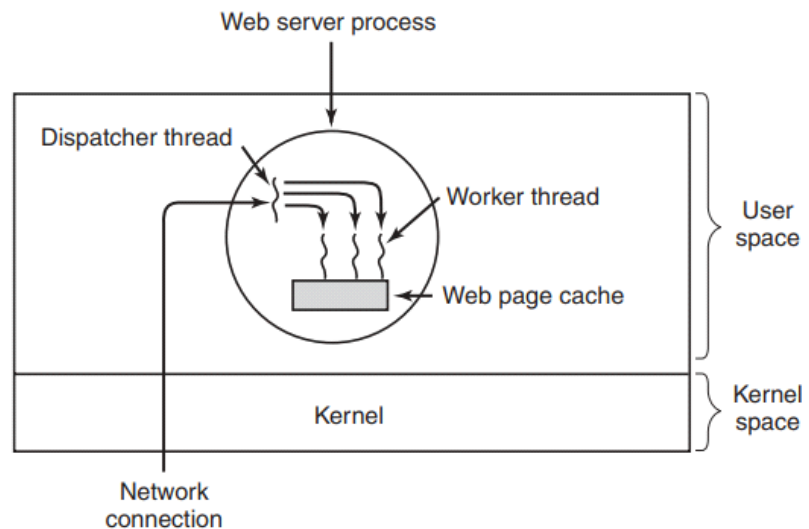 Web server process
Dispatcher thread
Worker thread
User
space
Web page cache
Kernel
Kernel
space
Network
connection